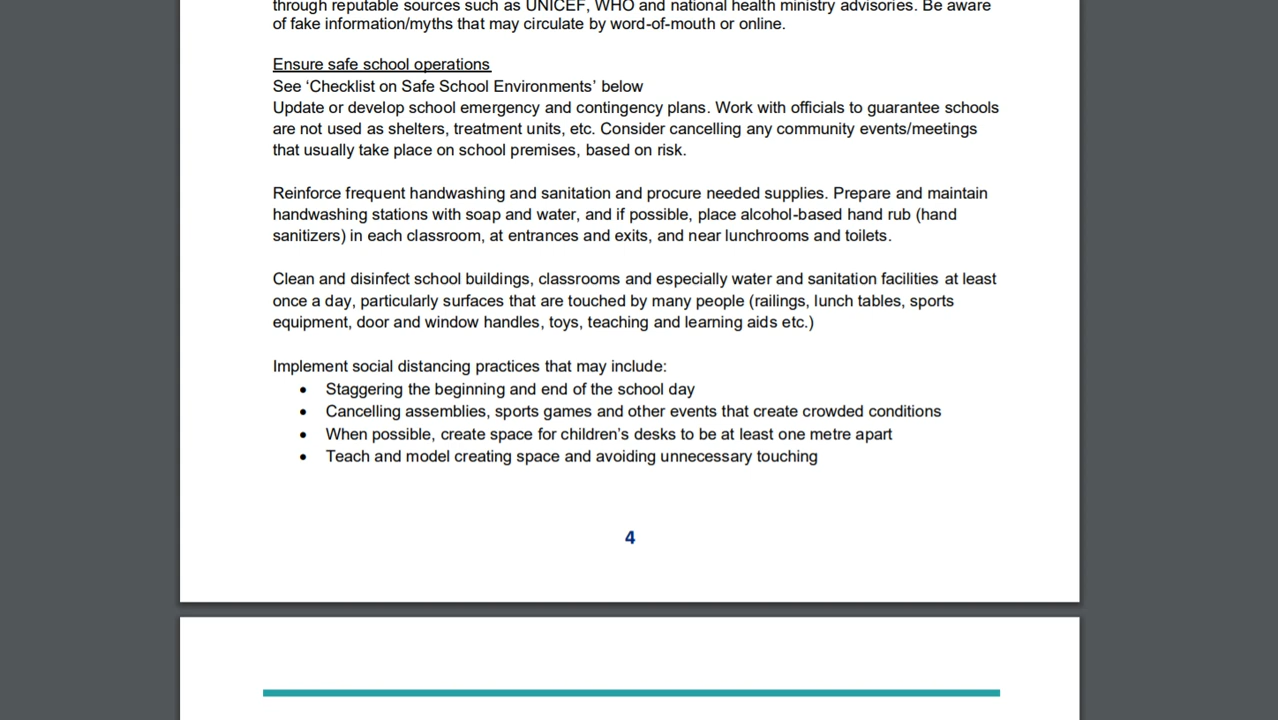 through reputable sources such as UNICEF, WHO and national health ministry advisories. Be aware
of fake information/myths that may circulate by word-of-mouth or online.
Ensure safe school operations
See ‘Checklist on Safe School Environments’ below
Update or develop school emergency and contingency plans. Work with officials to guarantee schools
are not used as shelters, treatment units, etc. Consider cancelling any community events/meetings
that usually take place on school premises, based on risk.
Reinforce frequent handwashing and sanitation and procure needed supplies. Prepare and maintain
handwashing stations with soap and water, and if possible, place alcohol-based hand rub (hand
sanitizers) in each classroom, at entrances and exits, and near lunchrooms and toilets.
Clean and disinfect school buildings, classrooms and especially water and sanitation facilities at least
once a day, particularly surfaces that are touched by many people (railings, lunch tables, sports
equipment, door and window handles, toys, teaching and learning aids etc.)
Implement social distancing practices that may include:
• Staggering the beginning and end of the school day
• Cancelling assemblies, sports games and other events that create crowded conditions
• When possible, create space for children’s desks to be at least one metre apart
• Teach and model creating space and avoiding unnecessary touching
4